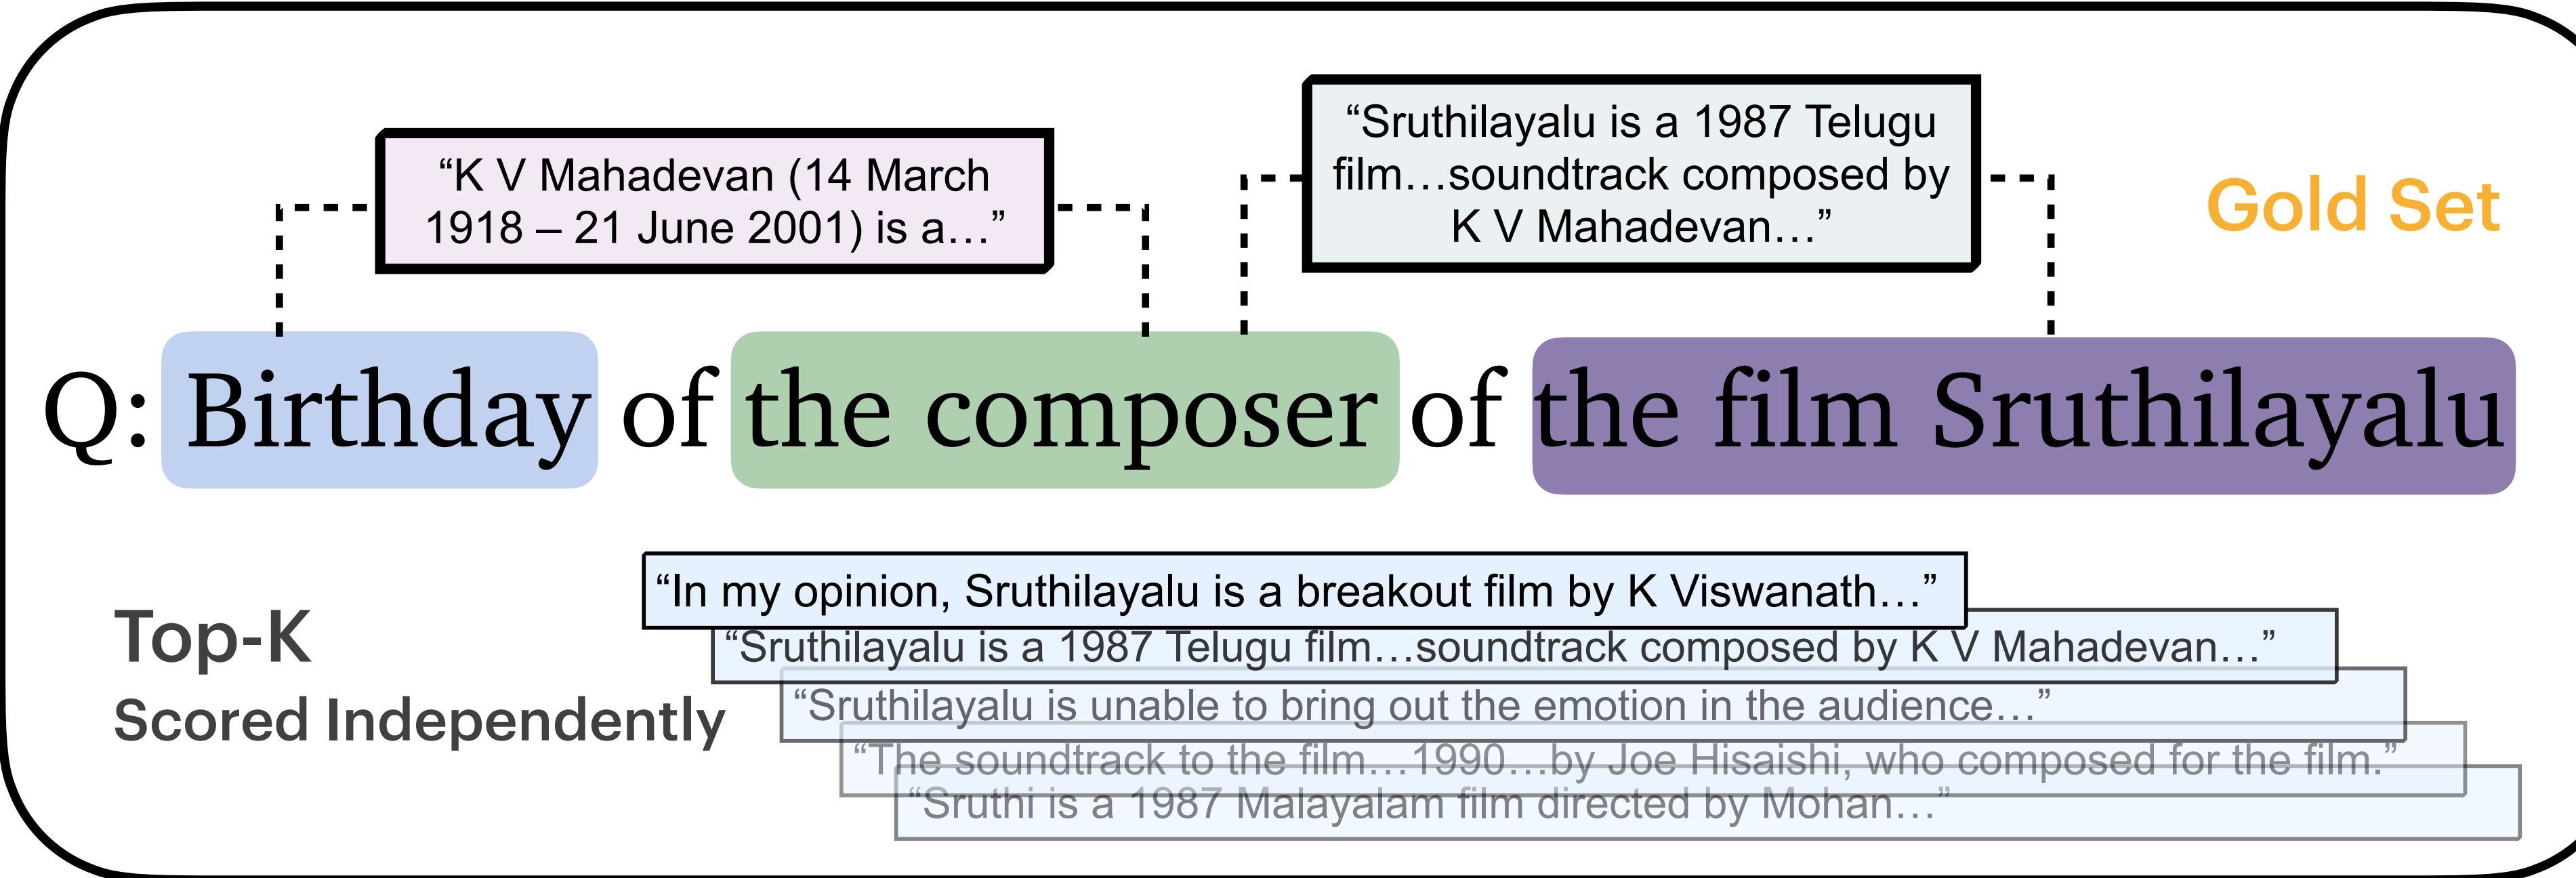 “K V Mahadevan (14 March
1918 – 21 June 2001) is a…”
“Sruthilayalu is a 1987 Telugu
film…soundtrack composed by
K V Mahadevan…”
Gold Set
Q: Birthday of the composer of the film Sruthilayalu
Top-K
Scored Independently
“In my opinion, Sruthilayalu is a breakout film by K Viswanath…”
“Sruthilayalu is a 1987 Telugu film…soundtrack composed by K V Mahadevan…”
“Sruthilayalu is unable to bring out the emotion in the audience…”
“The soundtrack to the film…1990…by Joe Hisaishi, who composed for the film.”
“Sruthi is a 1987 Malayalam film directed by Mohan…”